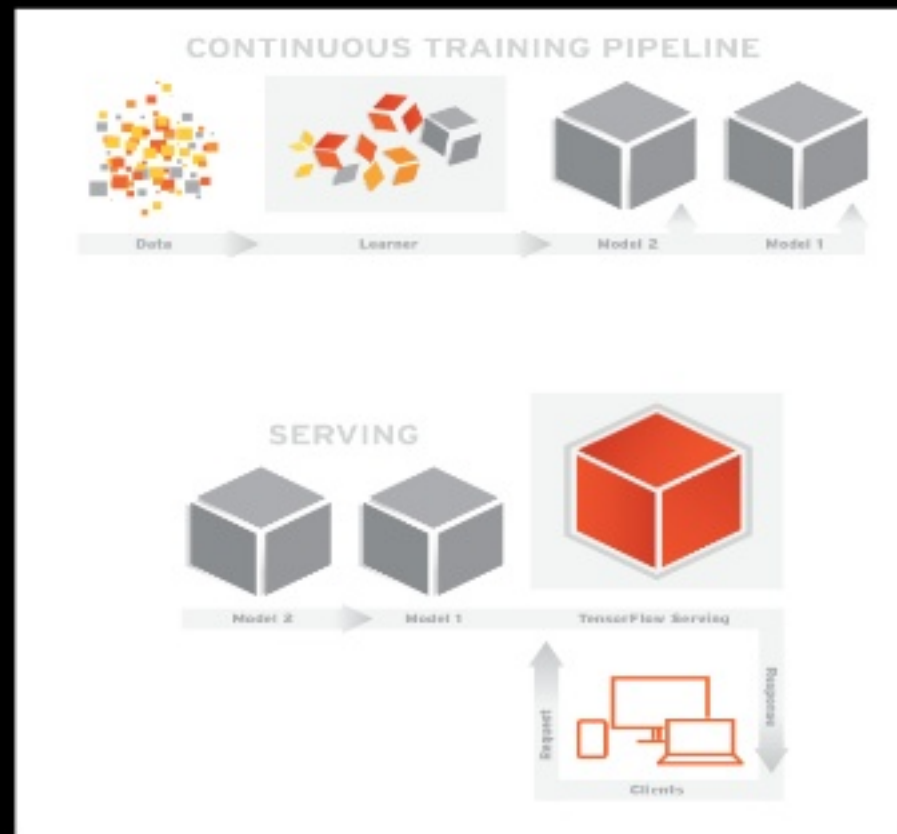 CONTINUOUS TRAINING PIPELINE
Data
Learner
Model 2
Model 1
SERVING
Model 2
Model 1
TensorFlow Serving
Request
Response
Clients